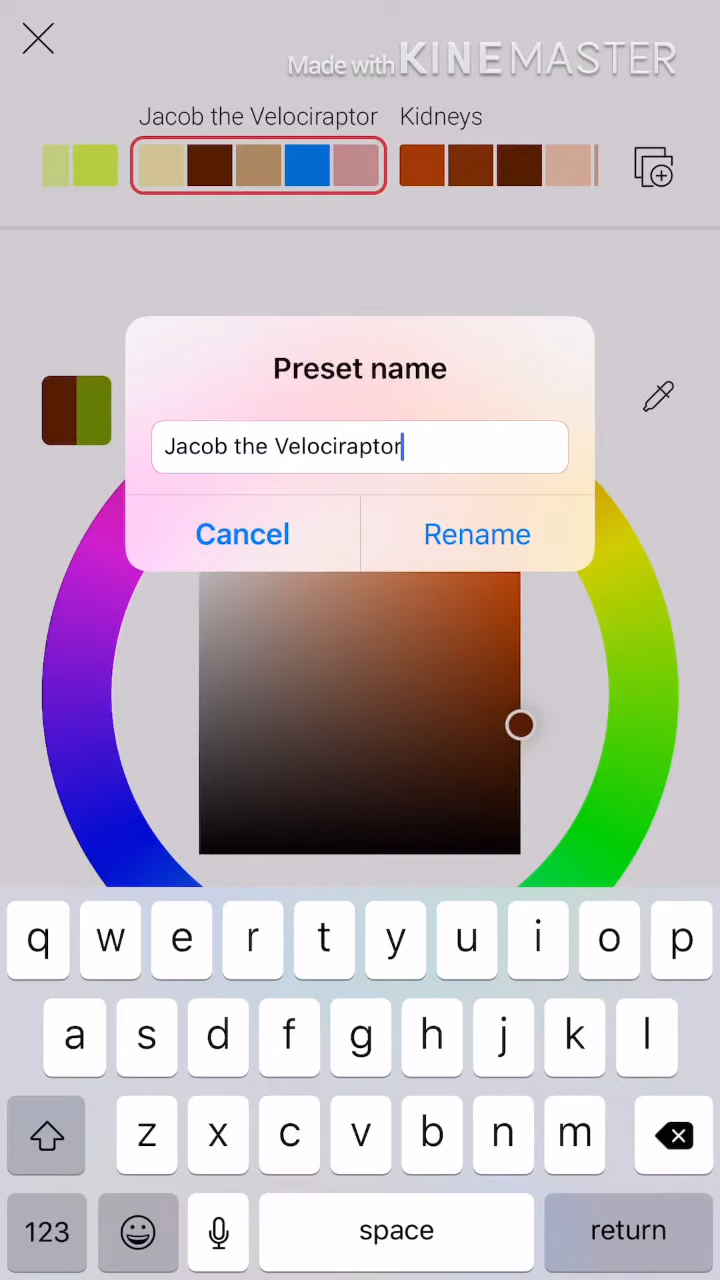 Made with KINEMASTER
Jacob the Velociraptor Kidneys
Preset name
Jacob the Velociraptor
Cancel Rename
q w e r t y u i o p
a s d f g h j k l
z x c v b n m
123 space return